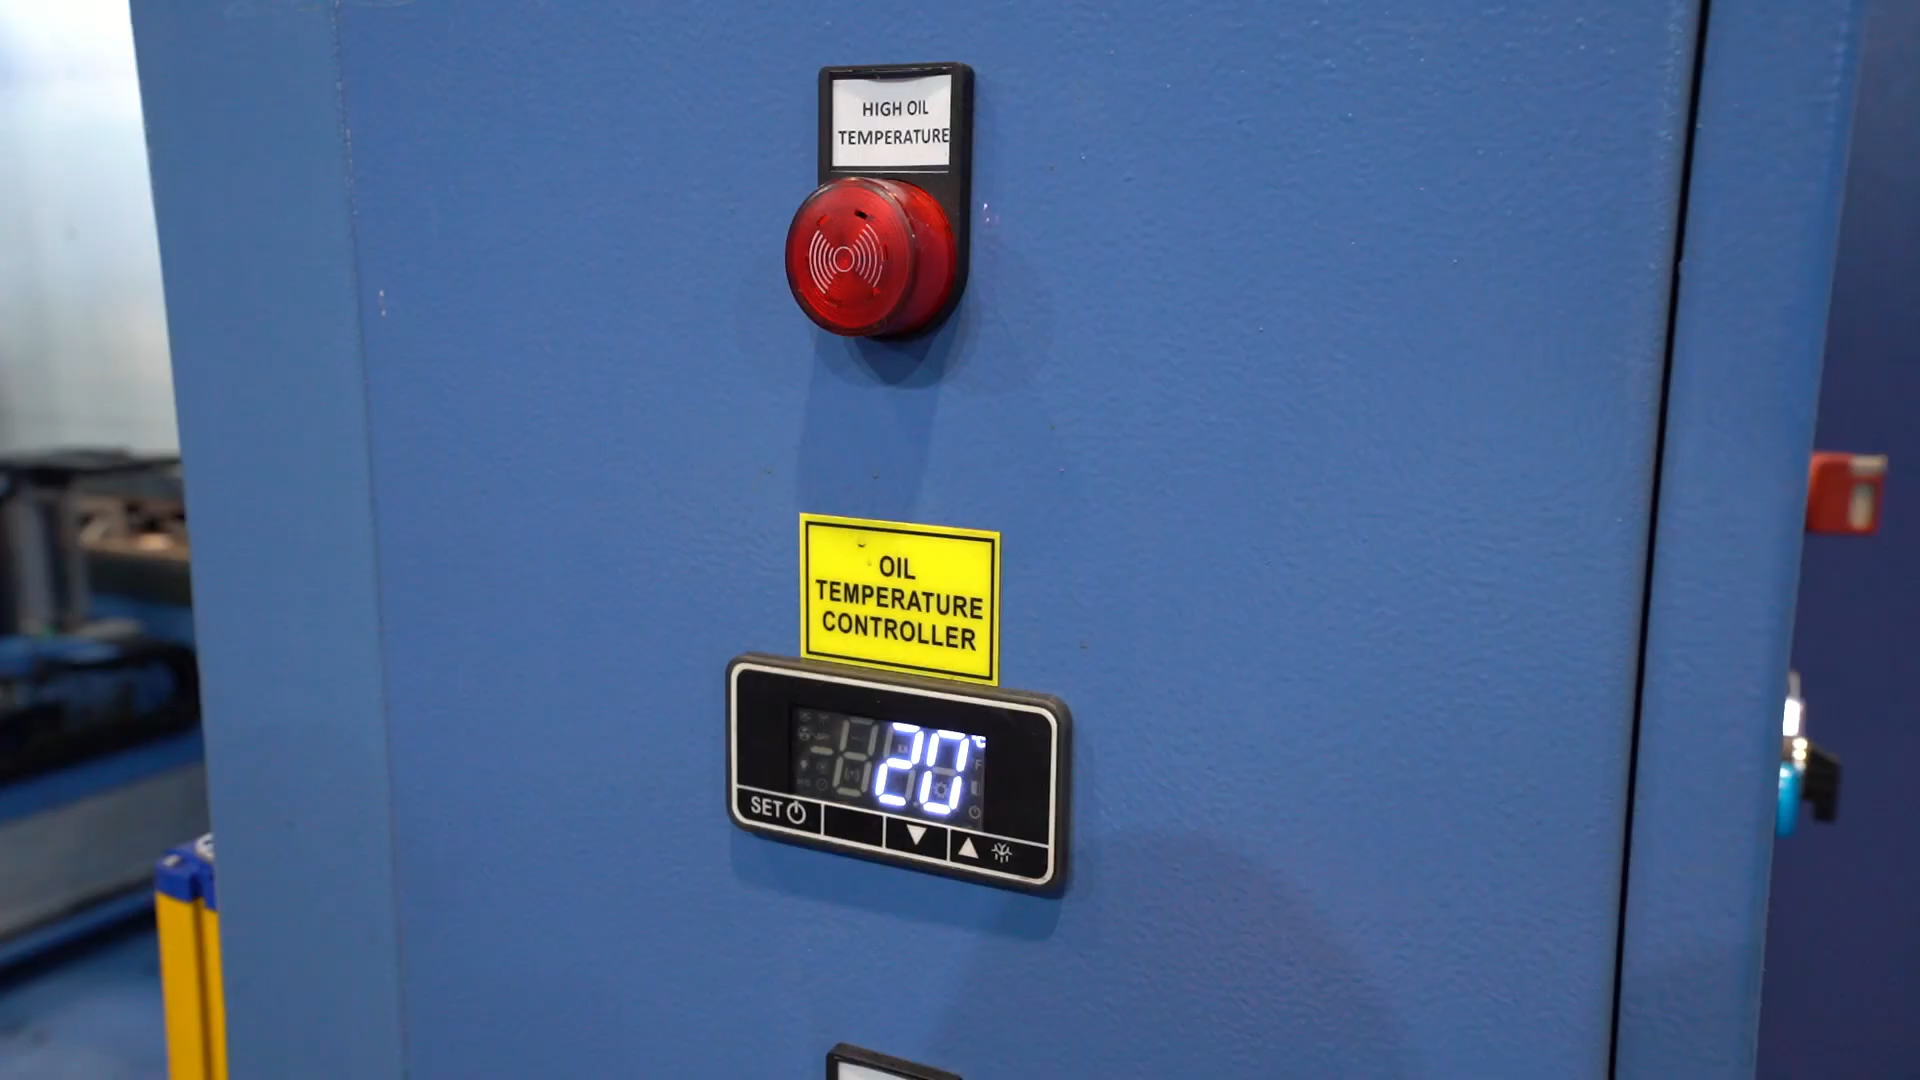 HIGH OIL
TEMPERATURE
OIL
TEMPERATURE
CONTROLLER
20 °C
SET